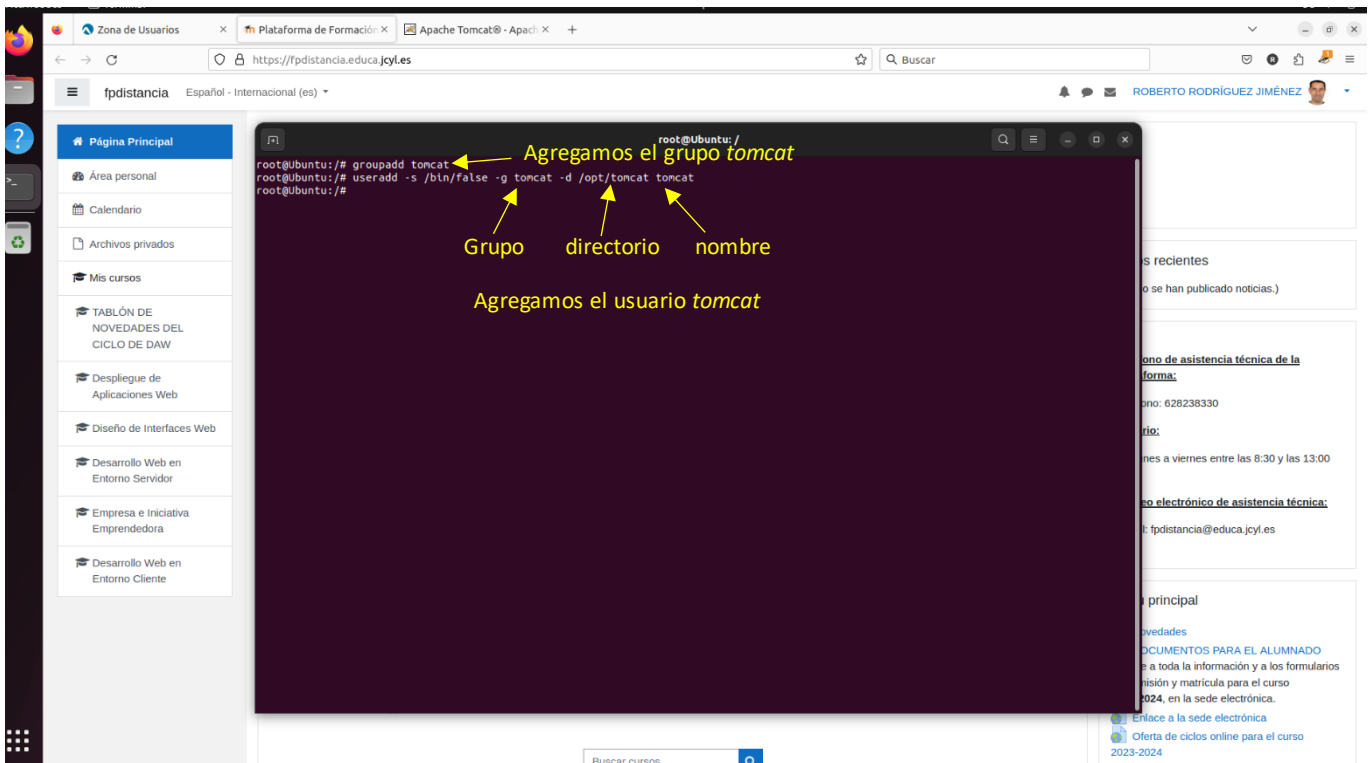 Zona de Usuarios
Plataforma de Formación
Apache Tomcat® - Apach
https://fpdistancia.educa.jcyl.es
Buscar
fpdistancia
Español - Internacional (es)
ROBERTO RODRÍGUEZ JIMÉNEZ
Página Principal
Área personal
Calendario
Archivos privados
Mis cursos
TABLÓN DE
NOVEDADES DEL
CICLO DE DAW
Despliegue de
Aplicaciones Web
Diseño de Interfaces Web
Desarrollo Web en
Entorno Servidor
Empresa e Iniciativa
Emprendedora
Desarrollo Web en
Entorno Cliente
root@Ubuntu: /
root@Ubuntu:/# groupadd tomcat
Agregamos el grupo tomcat
root@Ubuntu:/# useradd -s /bin/false -g tomcat -d /opt/tomcat tomcat
root@Ubuntu:/#
Grupo directorio nombre
Agregamos el usuario tomcat
s recientes
o se han publicado noticias.)
ono de asistencia técnica de la
forma:
ono: 628238330
rio:
nes a viernes entre las 8:30 y las 13:00
eo electrónico de asistencia técnica:
l: fpdistancia@educa.jcyl.es
principal
ovedades
OCUMENTOS PARA EL ALUMNADO
e a toda la información y a los formularios
misión y matrícula para el curso
2024, en la sede electrónica.
Enlace a la sede electrónica
Oferta de ciclos online para el curso
2023-2024
Buscar cursos